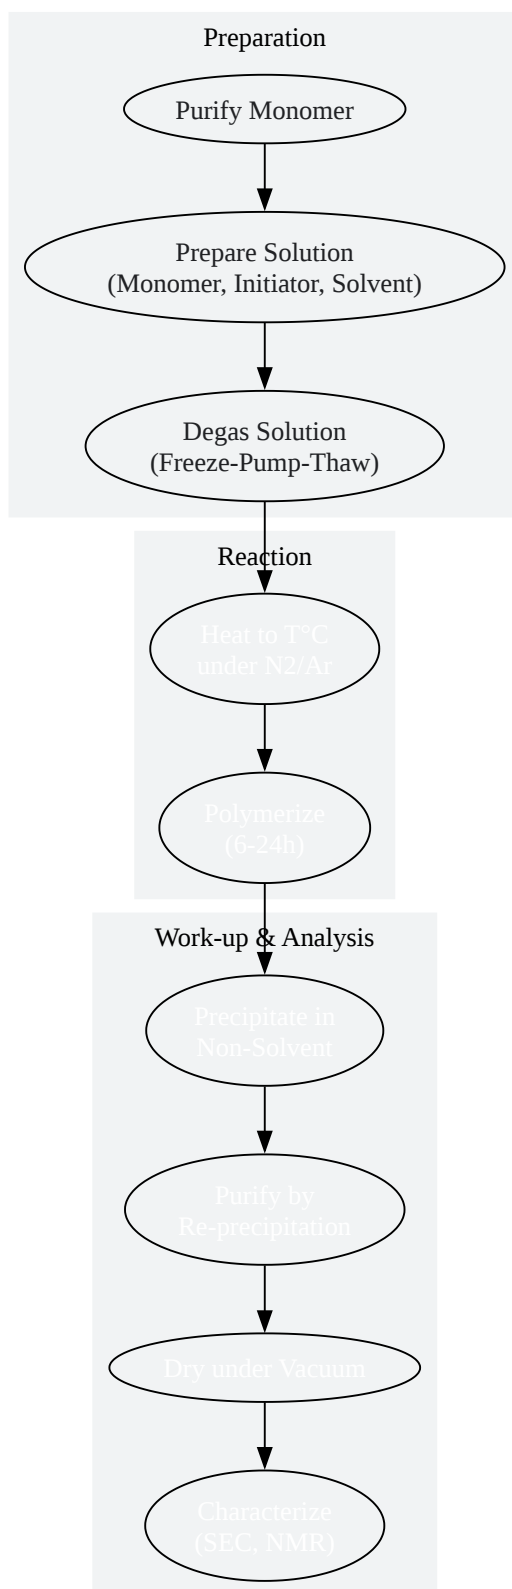 Preparation
Purify Monomer
Prepare Solution
(Monomer, Initiator, Solvent)
Degas Solution
(Freeze-Pump-Thaw)
Reaction
Heat to T°C
under N2/Ar
Polymerize
(6-24h)
Work-up & Analysis
Precipitate in
Non-Solvent
Purify by
Re-precipitation
Dry under Vacuum
Characterize
(SEC, NMR)